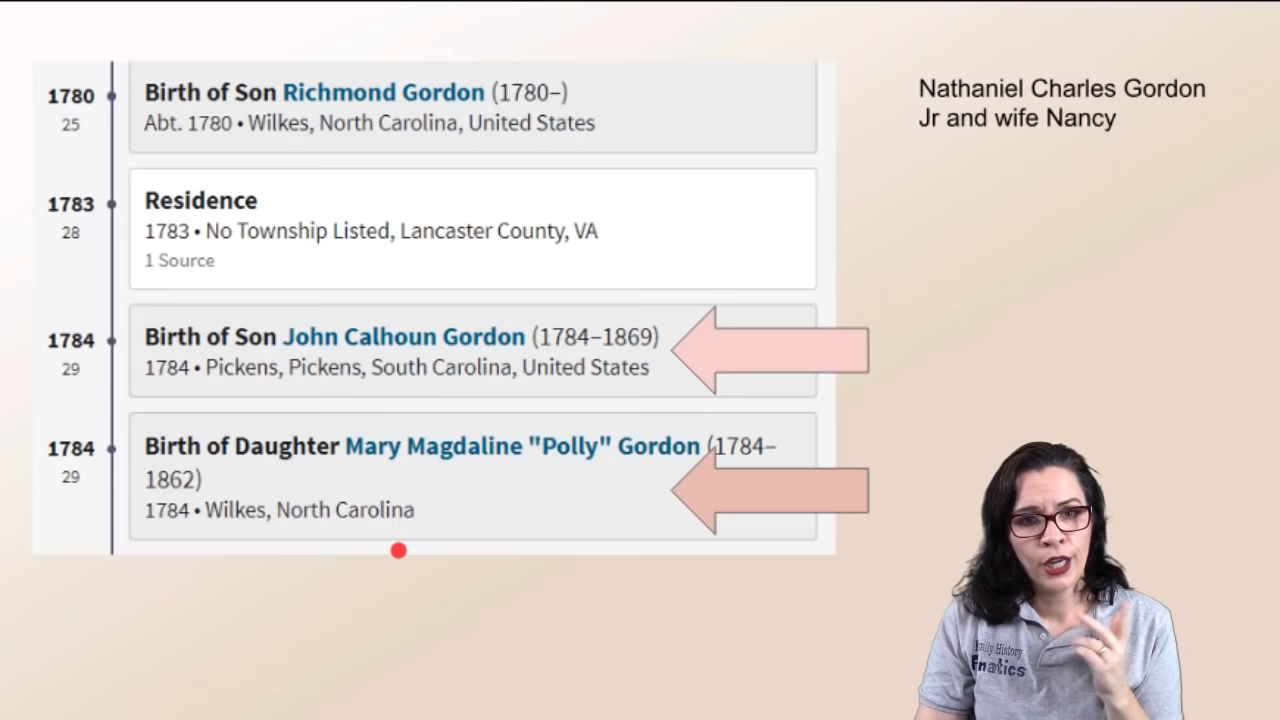 1780
25
Birth of Son Richmond Gordon (1780–)
Abt. 1780 • Wilkes, North Carolina, United States
1783
28
Residence
1783 • No Township Listed, Lancaster County, VA
1 Source
1784
29
Birth of Son John Calhoun Gordon (1784–1869)
1784 • Pickens, Pickens, South Carolina, United States
1784
29
Birth of Daughter Mary Magdaline "Polly" Gordon (1784–
1862)
1784 • Wilkes, North Carolina
Nathaniel Charles Gordon
Jr and wife Nancy
Family History
Fanatics